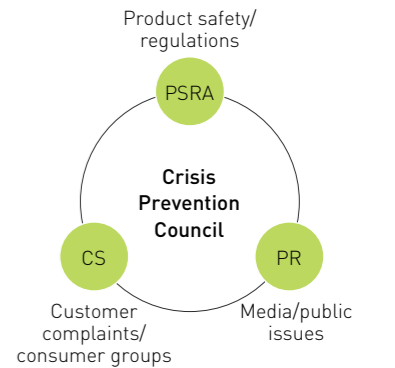 Product safety/
regulations
PSRA
Crisis
Prevention
Council
CS
PR
Customer
complaints/
consumer groups
Media/public
issues